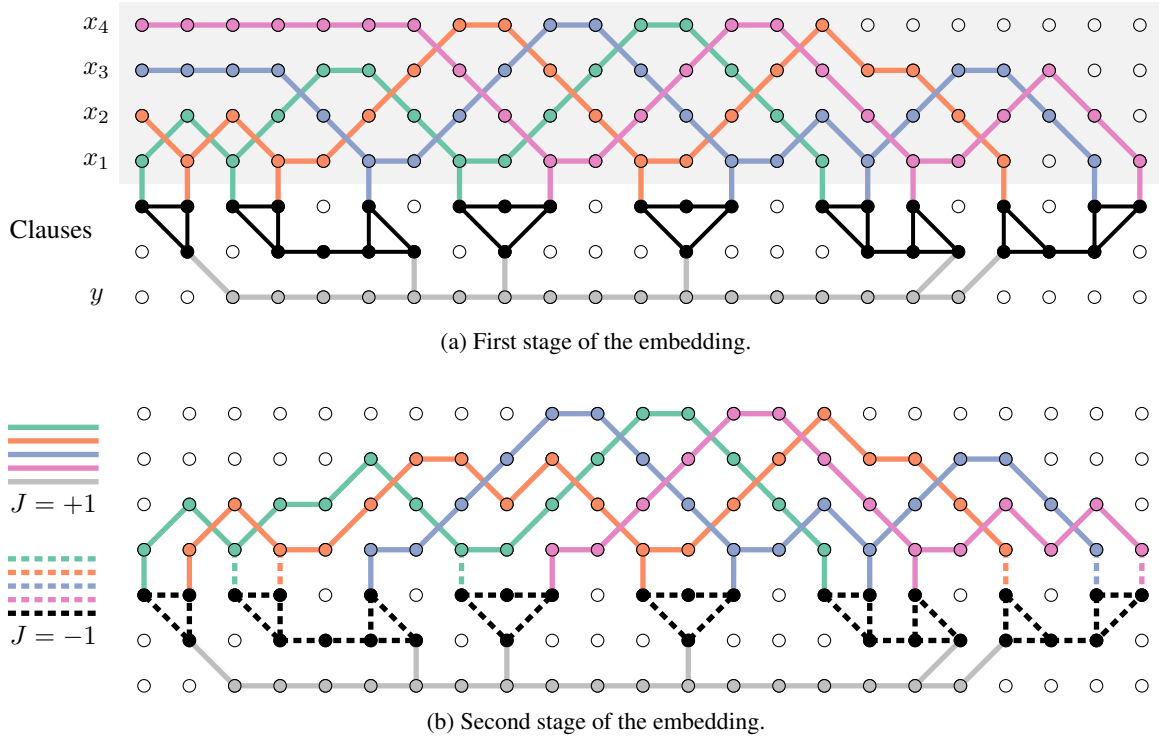 x₄
x₃
x₂
x₁
Clauses
y
(a) First stage of the embedding.
J = +1
J = −1
(b) Second stage of the embedding.